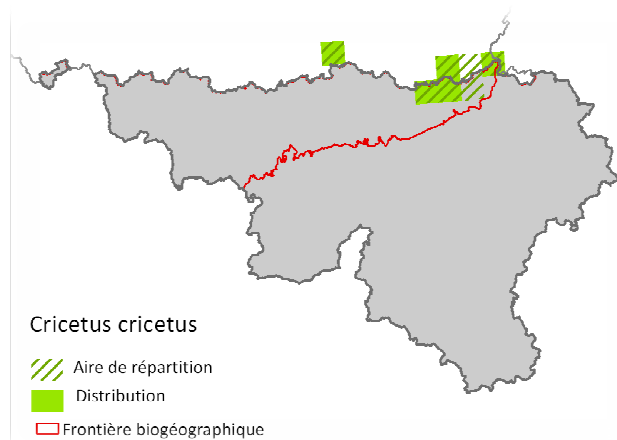 Cricetus cricetus
Aire de répartition
Distribution
Frontière biogéographique